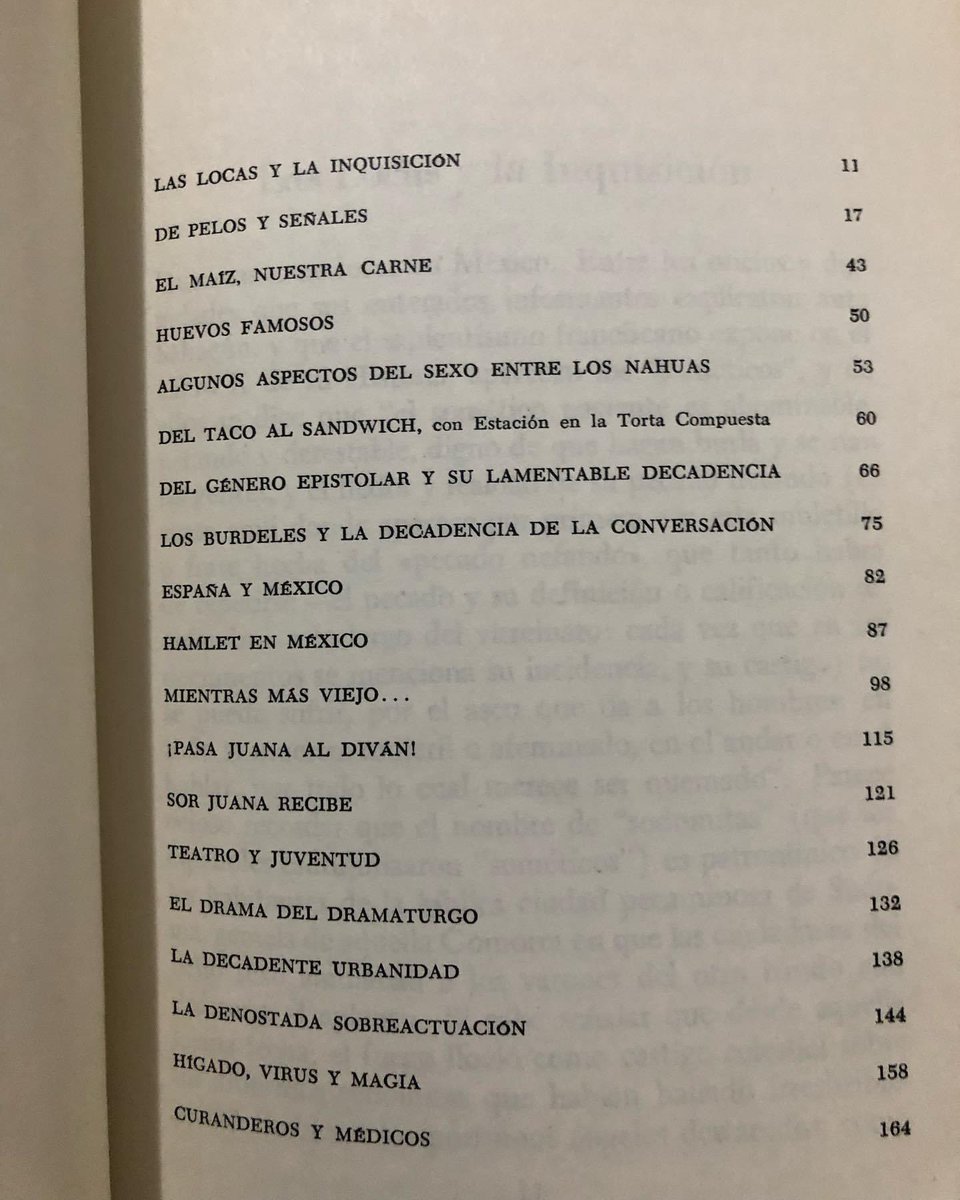 LAS LOCAS Y LA INQUISICIÓN 11
DE PELOS Y SEÑALES 17
EL MAÍZ, NUESTRA CARNE 43
HUEVOS FAMOSOS 50
ALGUNOS ASPECTOS DEL SEXO ENTRE LOS NAHUAS 53
DEL TACO AL SANDWICH, con Estación en la Torta Compuesta 60
DEL GÉNERO EPISTOLAR Y SU LAMENTABLE DECADENCIA 66
LOS BURDELES Y LA DECADENCIA DE LA CONVERSACIÓN 75
ESPAÑA Y MÉXICO 82
HAMLET EN MÉXICO 87
MIENTRAS MÁS VIEJO... 98
¡PASA JUANA AL DIVÁN! 115
SOR JUANA RECIBE 121
TEATRO Y JUVENTUD 126
EL DRAMA DEL DRAMATURGO 132
LA DECADENTE URBANIDAD 138
LA DENOSTADA SOBREACTUACIÓN 144
HÍGADO, VIRUS Y MAGIA 158
CURANDEROS Y MÉDICOS 164